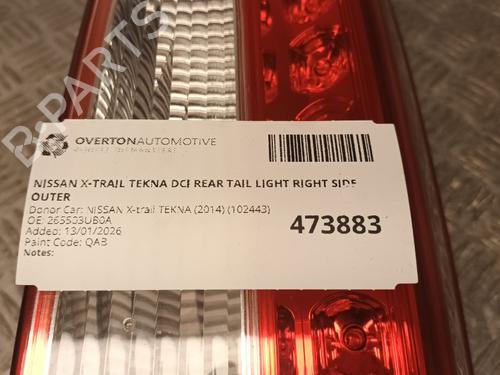 B-PARTS
OVERTONAUTOMOTIVE
NISSAN X-TRAIL TEKNA DCI REAR TAIL LIGHT RIGHT SIDE
OUTER
Donor Car: NISSAN X-trail TEKNA (2014) (102443)
OE: 265503UB0A
Added: 13/01/2026
Paint Code: QAB
Notes:
473883